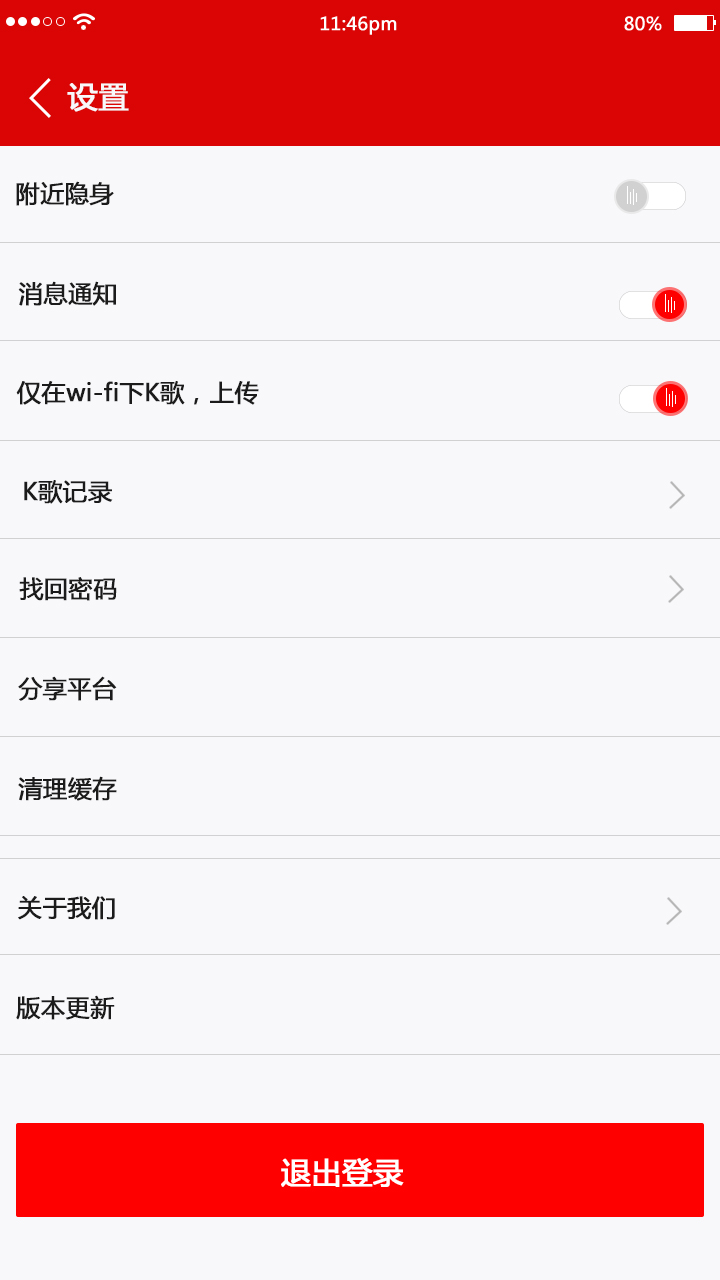 11:46pm 80%
设置
附近隐身
消息通知
仅在wi-fi下K歌，上传
K歌记录
找回密码
分享平台
清理缓存
关于我们
版本更新
退出登录